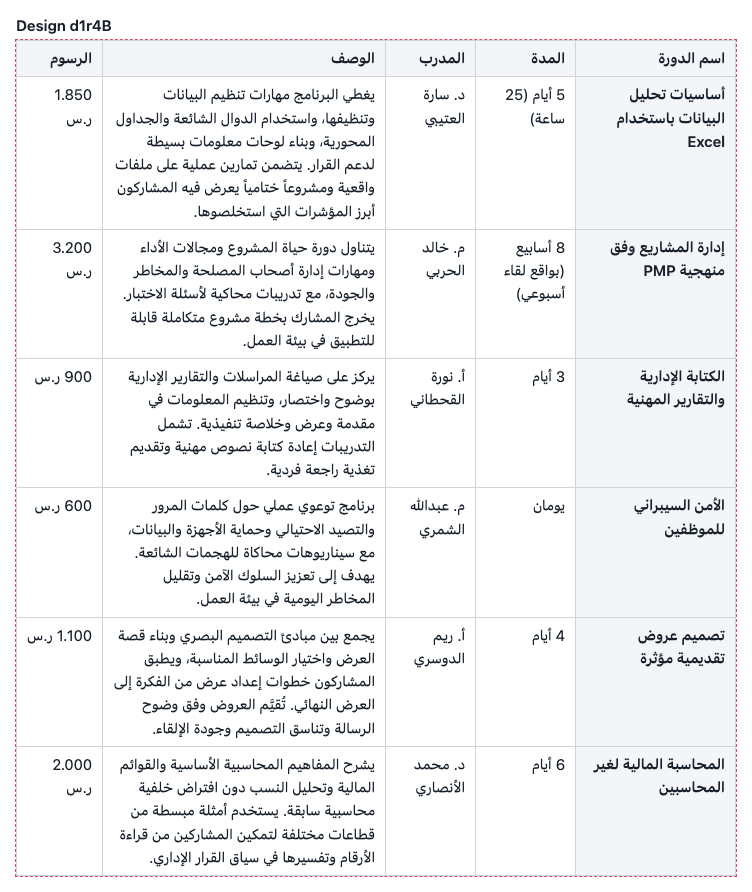 Design d1r4B
اسم الدورة
المدة
المدرب
الوصف
الرسوم
أساسيات تحليل
البيانات باستخدام
Excel
5 أيام (25
ساعة)
د. سارة
العتيبي
يغطي البرنامج مهارات تنظيم البيانات
وتنظيفها، واستخدام الدوال الشائعة والجداول
المحورية، وبناء لوحات معلومات بسيطة
لدعم القرار. يتضمن تمارين عملية على ملفات
واقعية ومشروعاً ختامياً يعرض فيه المشاركون
أبرز المؤشرات التي استخلصوها.
1.850
ر.س
إدارة المشاريع وفق
منهجية PMP
8 أسابيع
(بواقع لقاء
أسبوعي)
م. خالد
الحربي
يتناول دورة حياة المشروع ومجالات الأداء
ومهارات إدارة أصحاب المصلحة والمخاطر
والجودة، مع تدريبات محاكية لأسئلة الاختبار.
يخرج المشارك بخطة مشروع متكاملة قابلة
للتطبيق في بيئة العمل.
3.200
ر.س
الكتابة الإدارية
والتقارير المهنية
3 أيام
أ. نورة
القحطاني
يركز على صياغة المراسلات والتقارير الإدارية
بوضوح واختصار، وتنظيم المعلومات في
مقدمة وعرض وخلاصة تنفيذية. تشمل
التدريبات إعادة كتابة نصوص مهنية وتقديم
تغذية راجعة فردية.
900 ر.س
الأمن السيبراني
للموظفين
يومان
م. عبدالله
الشمري
برنامج توعوي عملي حول كلمات المرور
والتصيد الاحتيالي وحماية الأجهزة والبيانات،
مع سيناريوهات محاكاة للهجمات الشائعة.
يهدف إلى تعزيز السلوك الآمن وتقليل
المخاطر اليومية في بيئة العمل.
600 ر.س
تصميم عروض
تقديمية مؤثرة
4 أيام
أ. ريم
الدوسري
يجمع بين مبادئ التصميم البصري وبناء قصة
العرض واختيار الوسائط المناسبة، ويطبق
المشاركون خطوات إعداد عرض من الفكرة إلى
العرض النهائي. تُقيَّم العروض وفق وضوح
الرسالة وتناسق التصميم وجودة الإلقاء.
1.100 ر.س
المحاسبة المالية لغير
المحاسبين
6 أيام
د. محمد
الأنصاري
يشرح المفاهيم المحاسبية الأساسية والقوائم
المالية وتحليل النسب دون افتراض خلفية
محاسبية سابقة. يستخدم أمثلة مبسطة من
قطاعات مختلفة لتمكين المشاركين من قراءة
الأرقام وتفسيرها في سياق القرار الإداري.
2.000
ر.س